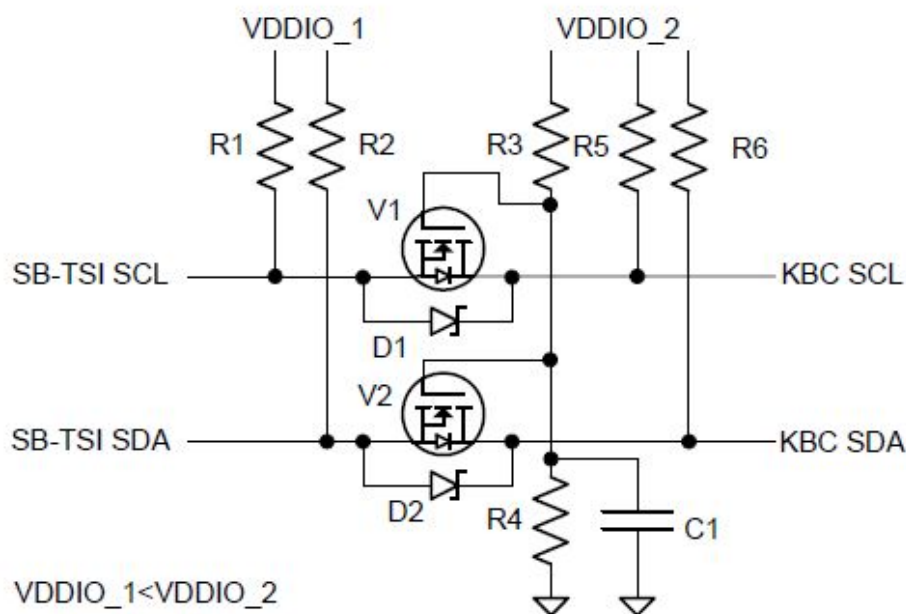 VDDIO_1 VDDIO_2
R1 R2 R3 R5 R6
V1
SB-TSI SCL KBC SCL
D1
V2
SB-TSI SDA KBC SDA
D2 R4 C1
VDDIO_1<VDDIO_2